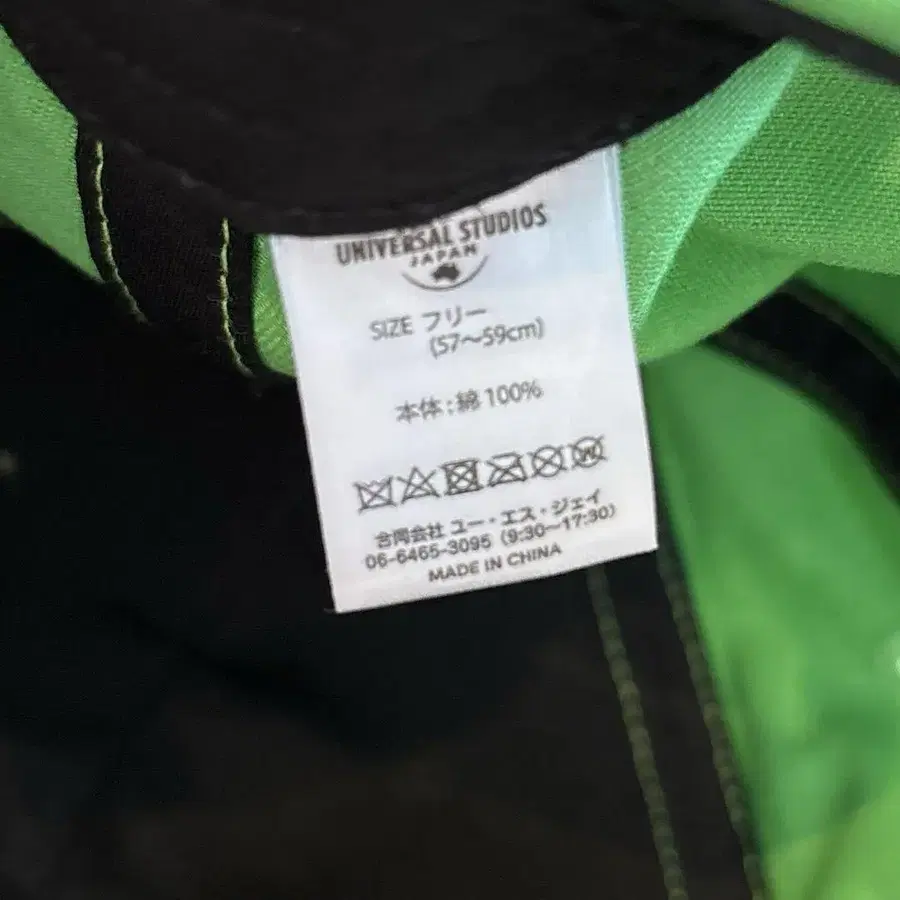 UNIVERSAL STUDIOS
JAPAN
SIZE フリー
(57～59cm)
本体:綿 100%
W
合同会社 ユー・エス・ジェイ
06-6465-3095 (9:30～17:30)
MADE IN CHINA